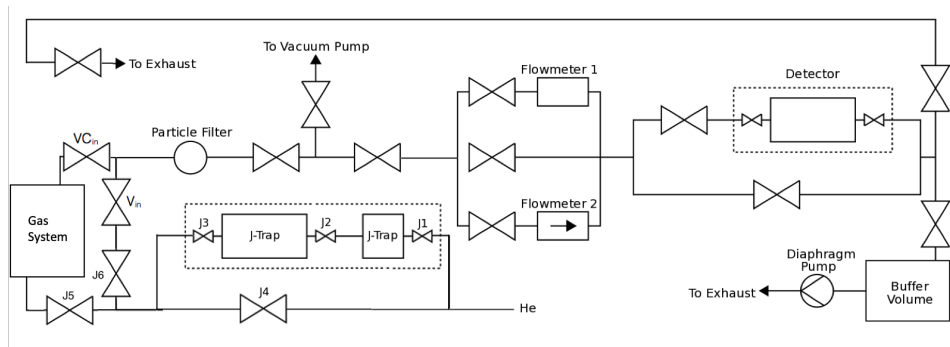 To Vacuum Pump
To Exhaust
Flowmeter 1
Detector
Particle Filter
VCin
Vin
Gas
System
J3
J-Trap
J2
J-Trap
J1
Flowmeter 2
J6
J5
J4
He
Diaphragm
Pump
To Exhaust
Buffer
Volume